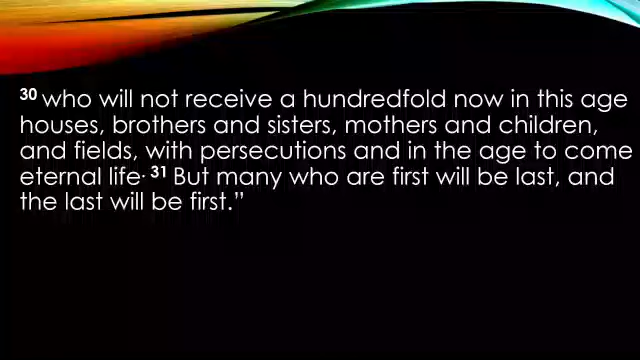 30 who will not receive a hundredfold now in this age
houses, brothers and sisters, mothers and children,
and fields, with persecutions and in the age to come
eternal life. 31 But many who are first will be last, and
the last will be first.”